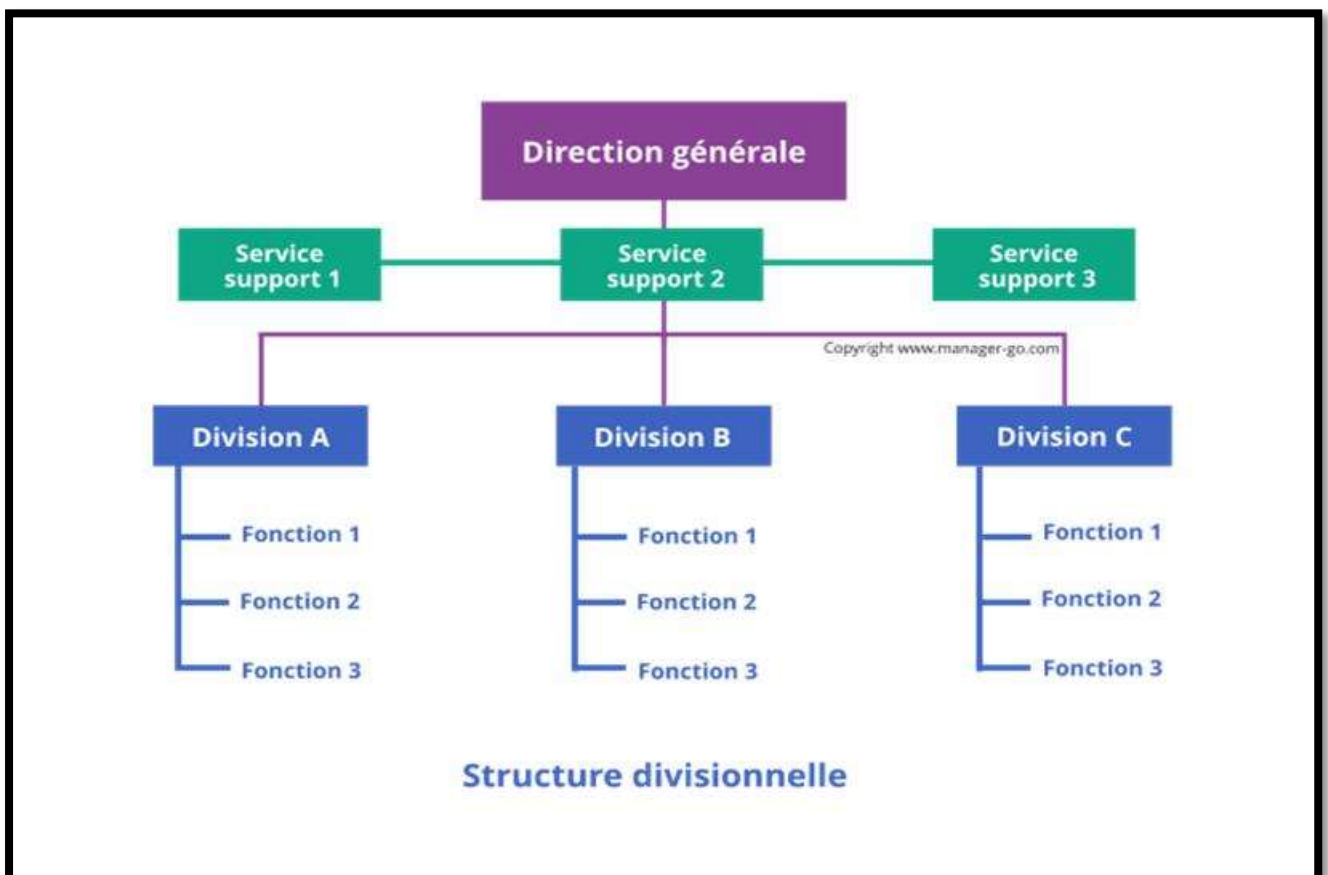 Direction générale
Service
support 1
Service
support 2
Service
support 3
Copyright www.manager-go.com
Division A
Division B
Division C
Fonction 1
Fonction 2
Fonction 3
Fonction 1
Fonction 2
Fonction 3
Fonction 1
Fonction 2
Fonction 3
Structure divisionnelle